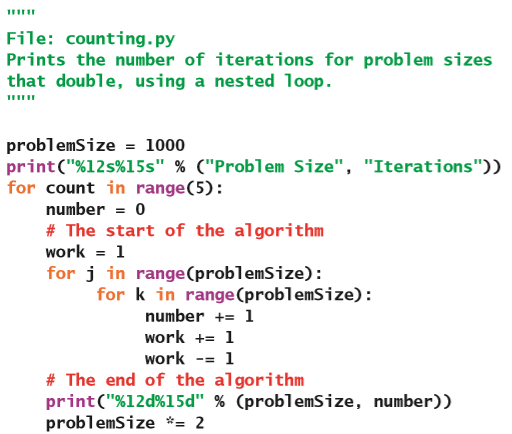 """
File: counting.py
Prints the number of iterations for problem sizes
that double, using a nested loop.
"""

problemSize = 1000
print("%12s%15s" % ("Problem Size", "Iterations"))
for count in range(5):
    number = 0
    # The start of the algorithm
    work = 1
    for j in range(problemSize):
         for k in range(problemSize):
              number += 1
              work += 1
              work -= 1
    # The end of the algorithm
    print("%12d%15d" % (problemSize, number))
    problemSize *= 2